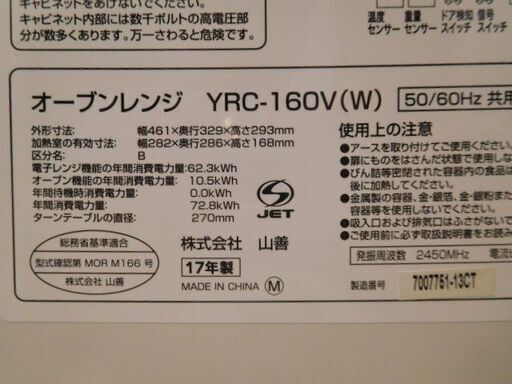 キャビネットをあけないでください。
キャビネット内部には数千ボルトの高電圧部
分が数多くあります。万一さわると危険です。
温度 重量 ドア検知 信号
センサー センサー スイッチ スイッチ
オーブンレンジ YRC-160V(W) 50/60Hz 共用
外形寸法: 幅461×奥行329×高さ293mm
加熱室の有効寸法: 幅282×奥行286×高さ168mm
区分名: B
電子レンジ機能の年間消費電力量: 62.3kWh
オーブン機能の年間消費電力量: 10.5kWh
年間待機時消費電力量: 0.0kWh
年間消費電力量: 72.8kWh
ターンテーブルの直径: 270mm
S JET
総務省基準適合
型式確認第 MOR M166 号
株式会社 山善
株式会社 山善
17年製
MADE IN CHINA M
使用上の注意
●アースを取り付けてご使用くだ
●扉にものをはさんだ状態で使用し
●びん詰等密閉された容器内の食品は
後に加熱してください。
●金属製の容器、金・銀箔、金・銀粉また
容器等を使用しないでください。
●吸入口および排気口はふさがないで
●ご使用前に必ず取扱説明書をお読み
発振周波数 2450MHz 電流
製造番号 7007751-13CT